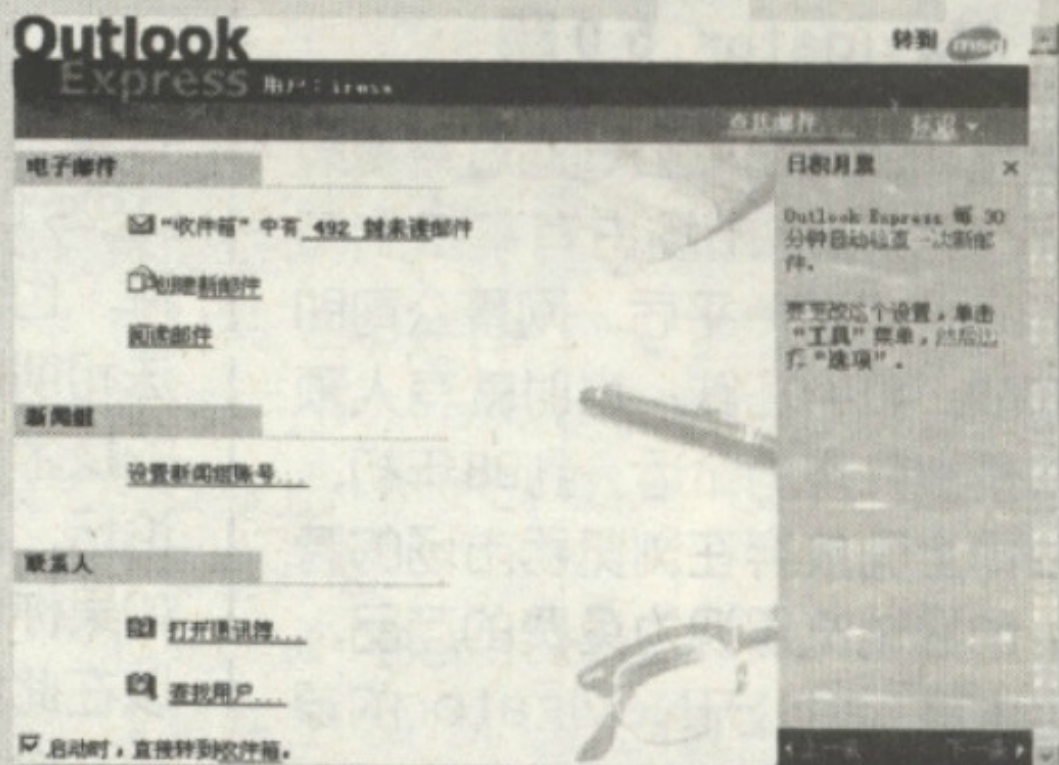 Outlook
Express 用户：
转到 msn
查找邮件... 标识
电子邮件
“收件箱” 中有 492 封未读邮件
创建新邮件
阅读邮件
新闻组
设置新闻组账号...
联系人
打开通讯簿...
查找用户...
启动时，直接转到收件箱。
日积月累
Outlook Express 每 30
分钟自动检查一次新邮
件。
要更改这个设置，单击
“工具” 菜单，然后选
择 “选项” 。
上一条 下一条